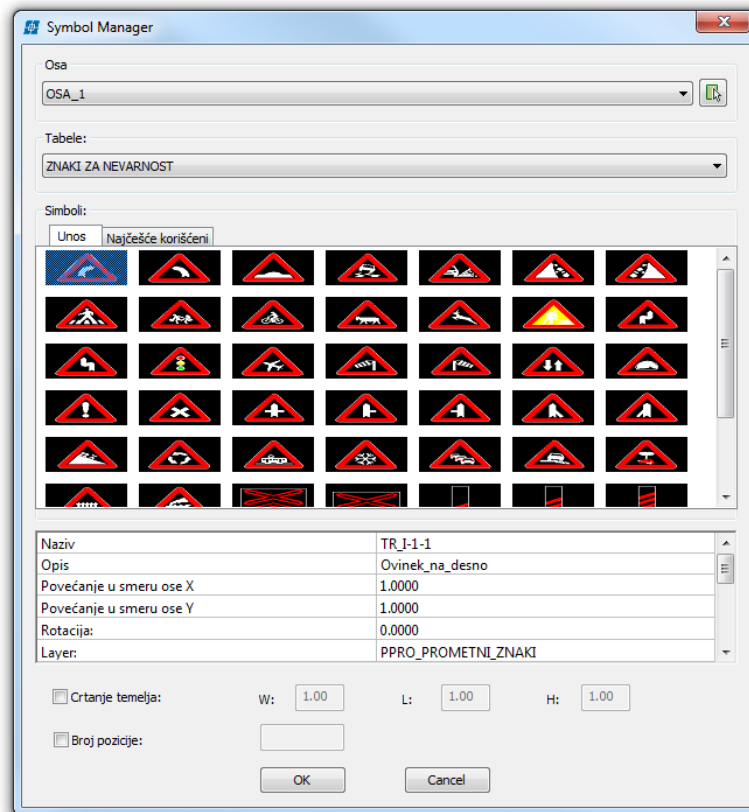 Symbol Manager
Osa
OSA_1
Tabele:
ZNAKI ZA NEVARNOST
Simboli:
Unos Najčešće korišćeni
Naziv TR_I-1-1
Opis Ovinek_na_desno
Povećanje u smeru ose X 1.0000
Povećanje u smeru ose Y 1.0000
Rotacija: 0.0000
Layer: PPRO_PROMETNI_ZNAKI
Crtanje temelja: W: 1.00 L: 1.00 H: 1.00
Broj pozicije:
OK Cancel